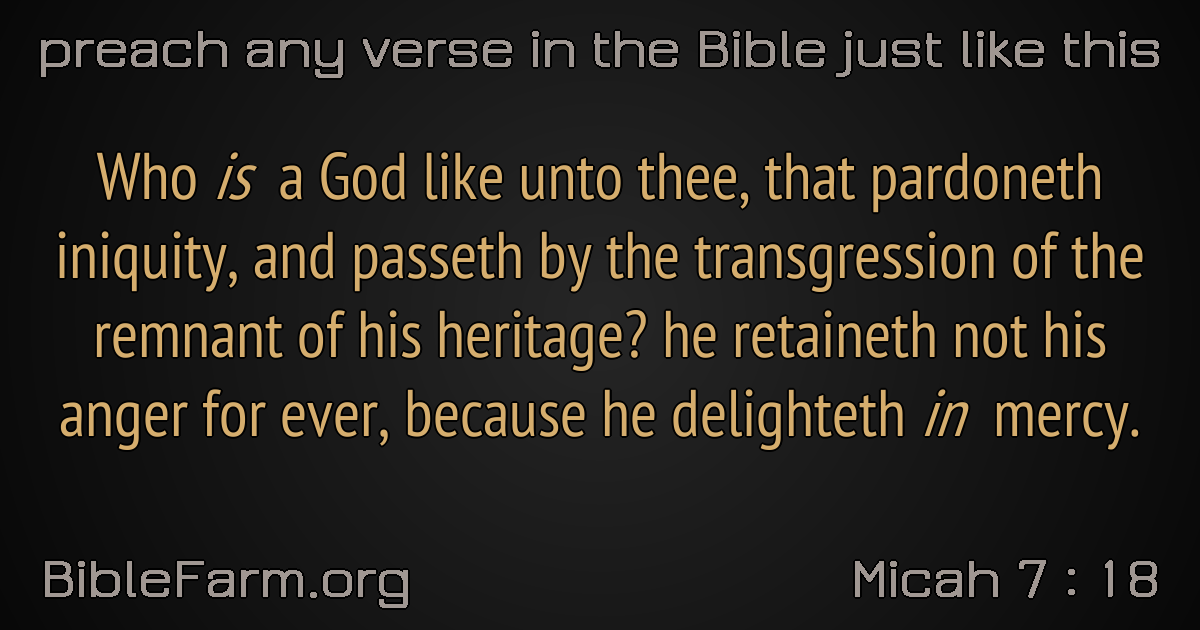 preach any verse in the Bible just like this
Who is a God like unto thee, that pardoneth
iniquity, and passeth by the transgression of the
remnant of his heritage? he retaineth not his
anger for ever, because he delighteth in mercy.
BibleFarm.org
Micah 7 : 18